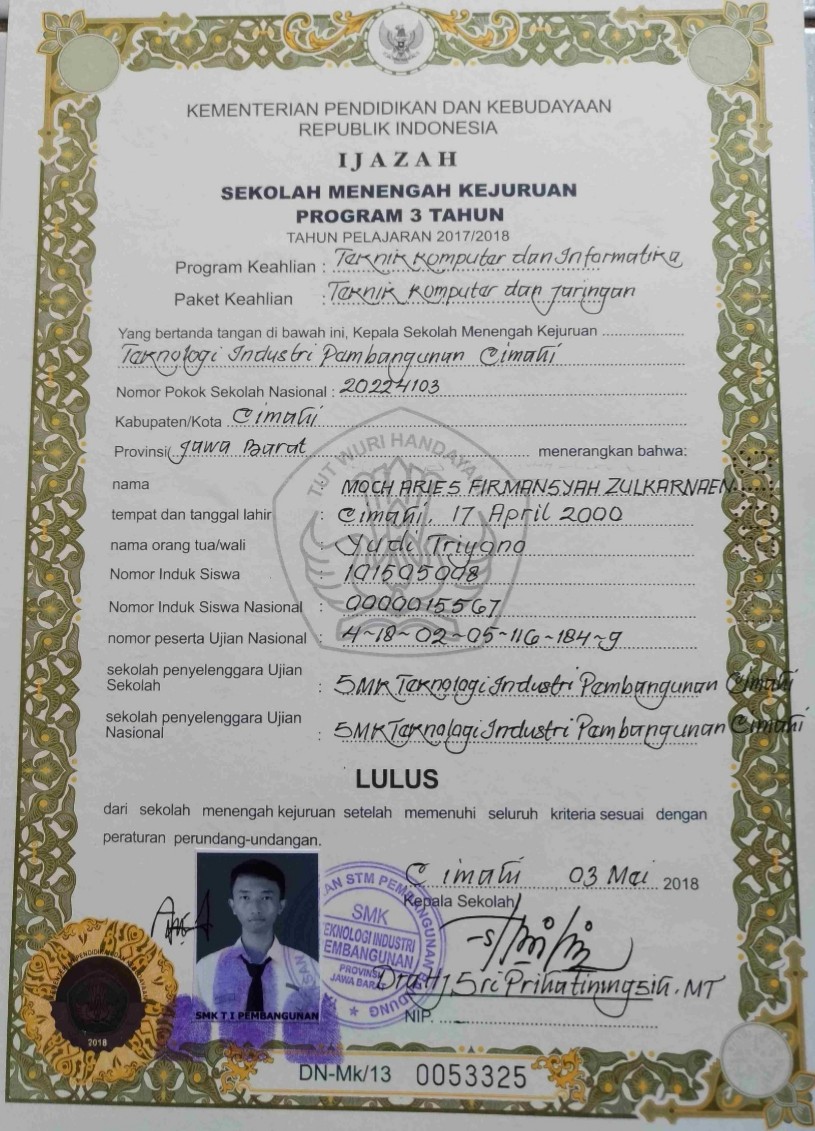 KEMENTERIAN PENDIDIKAN DAN KEBUDAYAAN
REPUBLIK INDONESIA
IJAZAH
SEKOLAH MENENGAH KEJURUAN
PROGRAM 3 TAHUN
TAHUN PELAJARAN 2017/2018
Program Keahlian : Teknik Komputer dan Informatika
Paket Keahlian : Teknik Komputer dan Jaringan
Yang bertanda tangan di bawah ini, Kepala Sekolah Menengah Kejuruan
Teknologi Industri Pembangunan Cimahi
Nomor Pokok Sekolah Nasional : 20224103
Kabupaten/Kota Cimahi
Provinsi Jawa Barat menerangkan bahwa:
TUT WURI HANDAYANI
nama : MOCH ARIES FIRMANSYAH ZULKARNAEN
tempat dan tanggal lahir : Cimahi, 17 April 2000
nama orang tua/wali : Yudi Triyono
Nomor Induk Siswa : 101505098
Nomor Induk Siswa Nasional : 0000015567
nomor peserta Ujian Nasional : 4-18-02-05-116-184-9
sekolah penyelenggara Ujian
Sekolah : SMK Teknologi Industri Pembangunan Cimahi
sekolah penyelenggara Ujian
Nasional : SMK Teknologi Industri Pembangunan Cimahi
LULUS
dari sekolah menengah kejuruan setelah memenuhi seluruh kriteria sesuai dengan
peraturan perundang-undangan.
Cimahi, 03 Mei 2018
Kepala Sekolah
STM PEMBANGUNAN BANDUNG
SMK
TEKNOLOGI INDUSTRI
PEMBANGUNAN
PROVINSI
JAWA BARAT
Dra. Hj. Sri Prihatiningsih. MT
SMK T I PEMBANGUNAN
NIP.
2018
DN-Mk/13 0053325